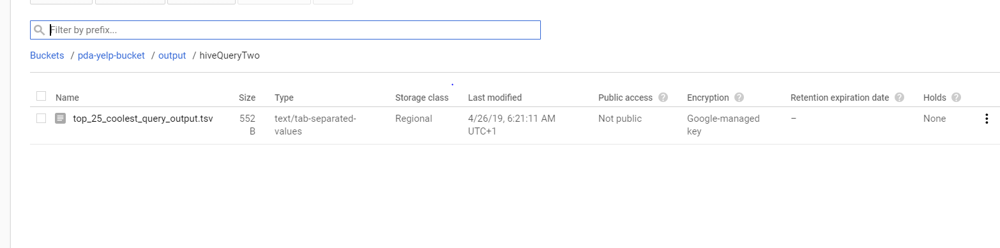 Filter by prefix...
Buckets / pda-yelp-bucket / output / hiveQueryTwo
Name Size Type Storage class Last modified Public access ? Encryption ? Retention expiration date ? Holds ?
top_25_coolest_query_output.tsv 552 text/tab-separated- Regional 4/26/19, 6:21:11 AM Not public Google-managed – None
B values UTC+1 key